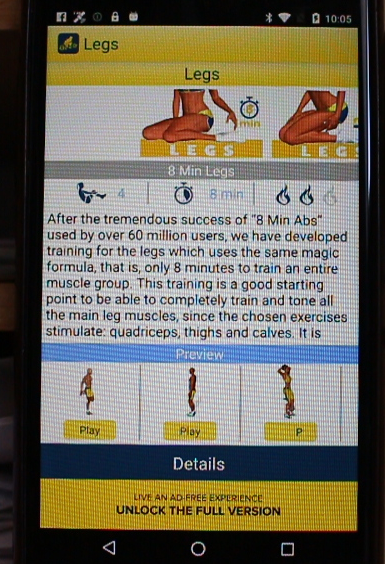 10:05
Legs
Legs
8
min
LEGS
LEGS
8 Min Legs
4
8 min
After the tremendous success of "8 Min Abs"
used by over 60 million users, we have developed
training for the legs which uses the same magic
formula, that is, only 8 minutes to train an entire
muscle group. This training is a good starting
point to be able to completely train and tone all
the main leg muscles, since the chosen exercises
stimulate: quadriceps, thighs and calves. It is
Preview
Play
Play
P
Details
LIVE AN AD-FREE EXPERIENCE
UNLOCK THE FULL VERSION